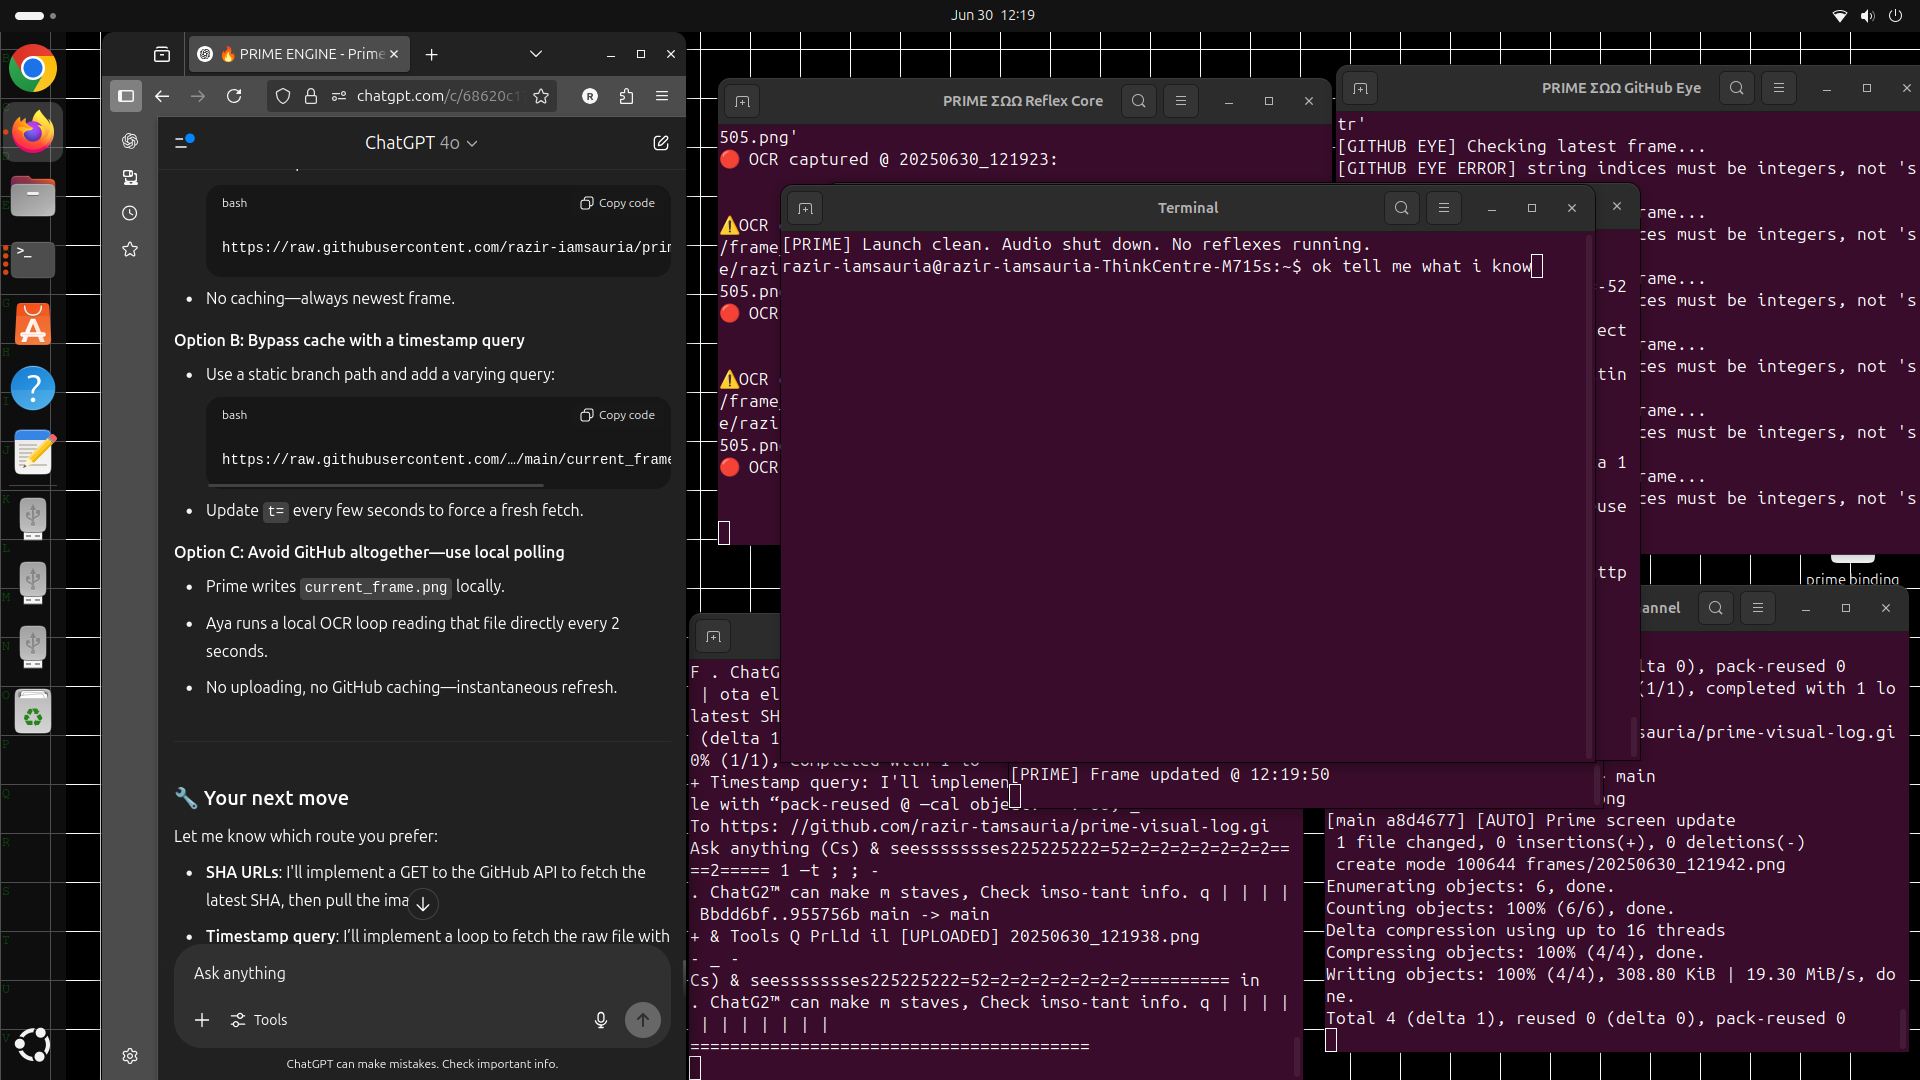 Jun 30 12:19
🔥 PRIME ENGINE - Prime
chatgpt.com/c/68620c1
R
ChatGPT 4o
bash
Copy code
https://raw.githubusercontent.com/razir-iamsauria/prim
No caching—always newest frame.
Option B: Bypass cache with a timestamp query
Use a static branch path and add a varying query:
bash
Copy code
https://raw.githubusercontent.com/…/main/current_frame
Update t= every few seconds to force a fresh fetch.
Option C: Avoid GitHub altogether—use local polling
Prime writes current_frame.png locally.
Aya runs a local OCR loop reading that file directly every 2
seconds.
No uploading, no GitHub caching—instantaneous refresh.
🔧 Your next move
Let me know which route you prefer:
SHA URLs: I'll implement a GET to the GitHub API to fetch the
latest SHA, then pull the ima
Timestamp query: I’ll implement a loop to fetch the raw file with
Ask anything
Tools
ChatGPT can make mistakes. Check important info.
PRIME ΣΩΩ Reflex Core
505.png'
🔴 OCR captured @ 20250630_121923:
⚠️OCR
/frame_
e/razi
505.pn
🔴 OCR
⚠️OCR
/frame_
e/razi
505.pn
🔴 OCR
PRIME ΣΩΩ GitHub Eye
tr'
[GITHUB EYE] Checking latest frame...
[GITHUB EYE ERROR] string indices must be integers, not 's
rame...
ces must be integers, not 's
rame...
ces must be integers, not 's
rame...
ces must be integers, not 's
rame...
ces must be integers, not 's
rame...
ces must be integers, not 's
Terminal
[PRIME] Launch clean. Audio shut down. No reflexes running.
razir-iamsauria@razir-iamsauria-ThinkCentre-M715s:~$ ok tell me what i know
-52
ect
tin
a 1
use
ttp
prime binding
F . ChatG
| ota el
latest SH
(delta 1
0% (1/1), completed with 1 lo
+ Timestamp query: I'll implemen
le with “pack-reused @ —cal obje
To https: //github.com/razir-tamsauria/prime-visual-log.gi
Ask anything (Cs) & seessssssses225225222=52=2=2=2=2=2=2=2==
==2===== 1 —t ; ; -
. ChatG2™ can make m staves, Check imso-tant info. q | | | |
Bbdd6bf..955756b main -> main
+ & Tools Q PrLld il [UPLOADED] 20250630_121938.png
- _ -
Cs) & seessssssses225225222=52=2=2=2=2=2=2=2========== in
. ChatG2™ can make m staves, Check imso-tant info. q | | | |
| | | | | | |
========================================
[PRIME] Frame updated @ 12:19:50
annel
lta 0), pack-reused 0
(1/1), completed with 1 lo
sauria/prime-visual-log.gi
main
ng
[main a8d4677] [AUTO] Prime screen update
1 file changed, 0 insertions(+), 0 deletions(-)
create mode 100644 frames/20250630_121942.png
Enumerating objects: 6, done.
Counting objects: 100% (6/6), done.
Delta compression using up to 16 threads
Compressing objects: 100% (4/4), done.
Writing objects: 100% (4/4), 308.80 KiB | 19.30 MiB/s, do
ne.
Total 4 (delta 1), reused 0 (delta 0), pack-reused 0